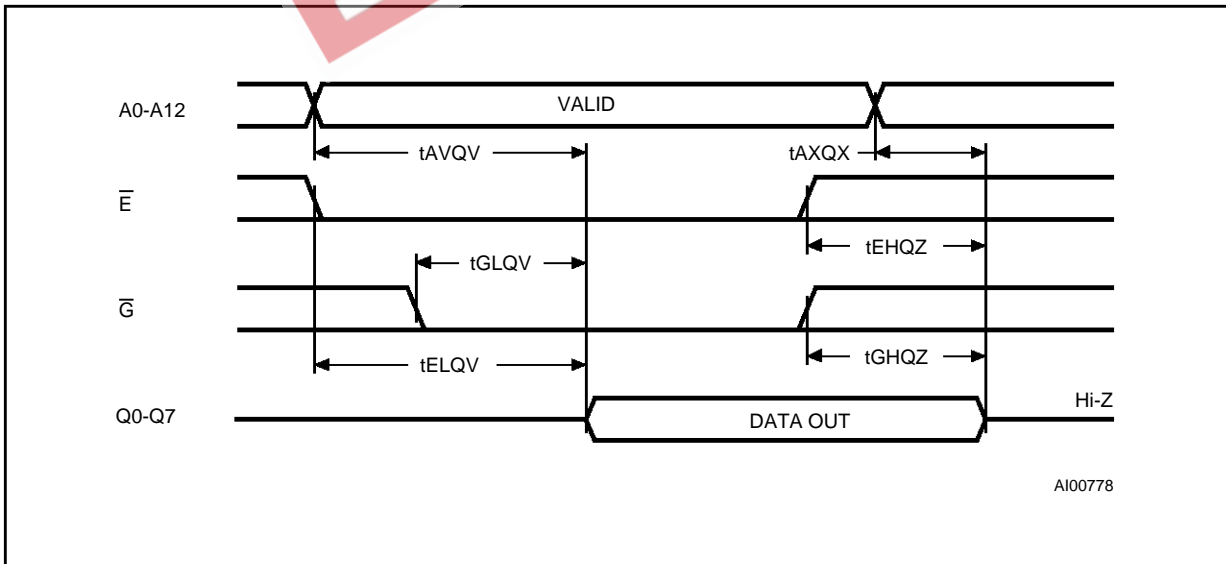 A0-A12
VALID
tAVQV
tAXQX
E̅
tEHQZ
tGLQV
G̅
tGHQZ
tELQV
Hi-Z
Q0-Q7
DATA OUT
AI00778